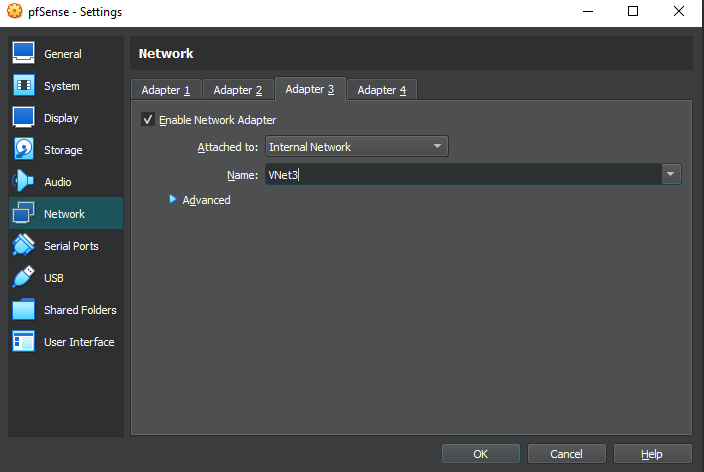 pfSense - Settings
General
System
Display
Storage
Audio
Network
Serial Ports
USB
Shared Folders
User Interface
Network
Adapter 1 Adapter 2 Adapter 3 Adapter 4
Enable Network Adapter
Attached to: Internal Network
Name: VNet3
Advanced
OK Cancel Help